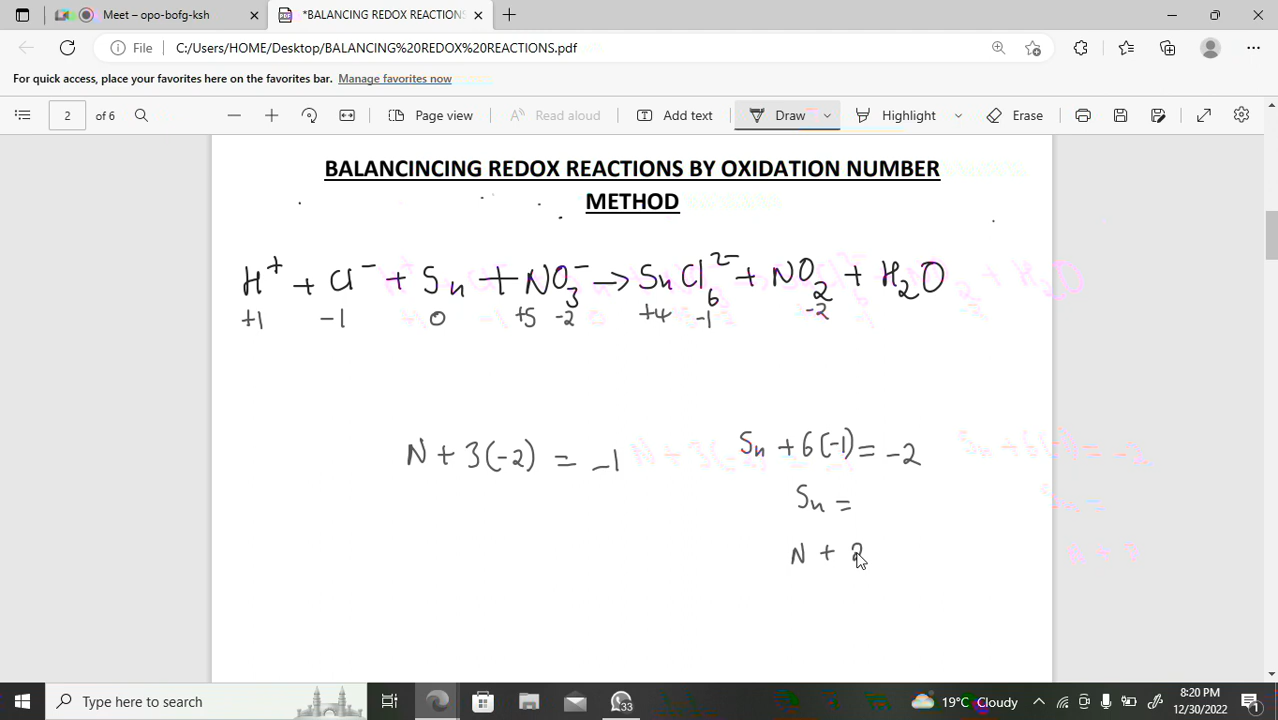 Meet – opo-bofg-ksh
*BALANCING REDOX REACTIONS
File C:/Users/HOME/Desktop/BALANCING%20REDOX%20REACTIONS.pdf
For quick access, place your favorites here on the favorites bar. Manage favorites now
2 of 6 Page view Read aloud Add text Draw Highlight Erase
BALANCINCING REDOX REACTIONS BY OXIDATION NUMBER
METHOD
H⁺ + Cl⁻ + Sn + NO₃⁻ → SnCl₆²⁻ + NO₂ + H₂O
+1 -1 0 +5 -2 +4 -1 -2
N + 3(-2) = -1
Sn + 6(-1) = -2
Sn =
N + 2
Type here to search
33
19°C Cloudy
8:20 PM
12/30/2022
1